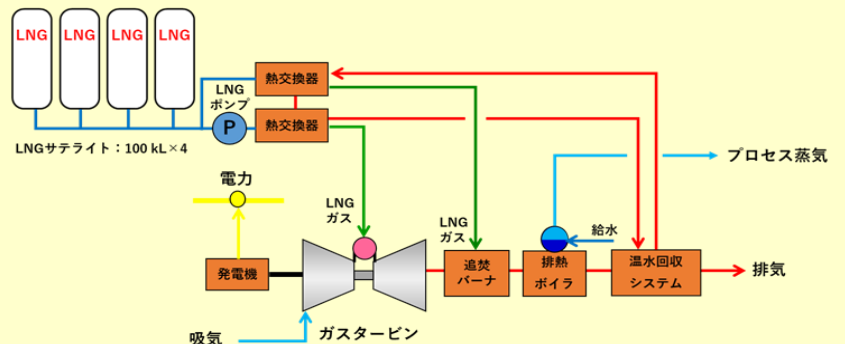 LNG
LNG
LNG
LNG
LNG
ポンプ
熱交換器
P
熱交換器
LNGサテライト：100 kL×4
プロセス蒸気
電力
LNG
ガス
LNG
ガス
給水
発電機
追焚
バーナ
排熱
ボイラ
温水回収
システム
排気
吸気
ガスタービン